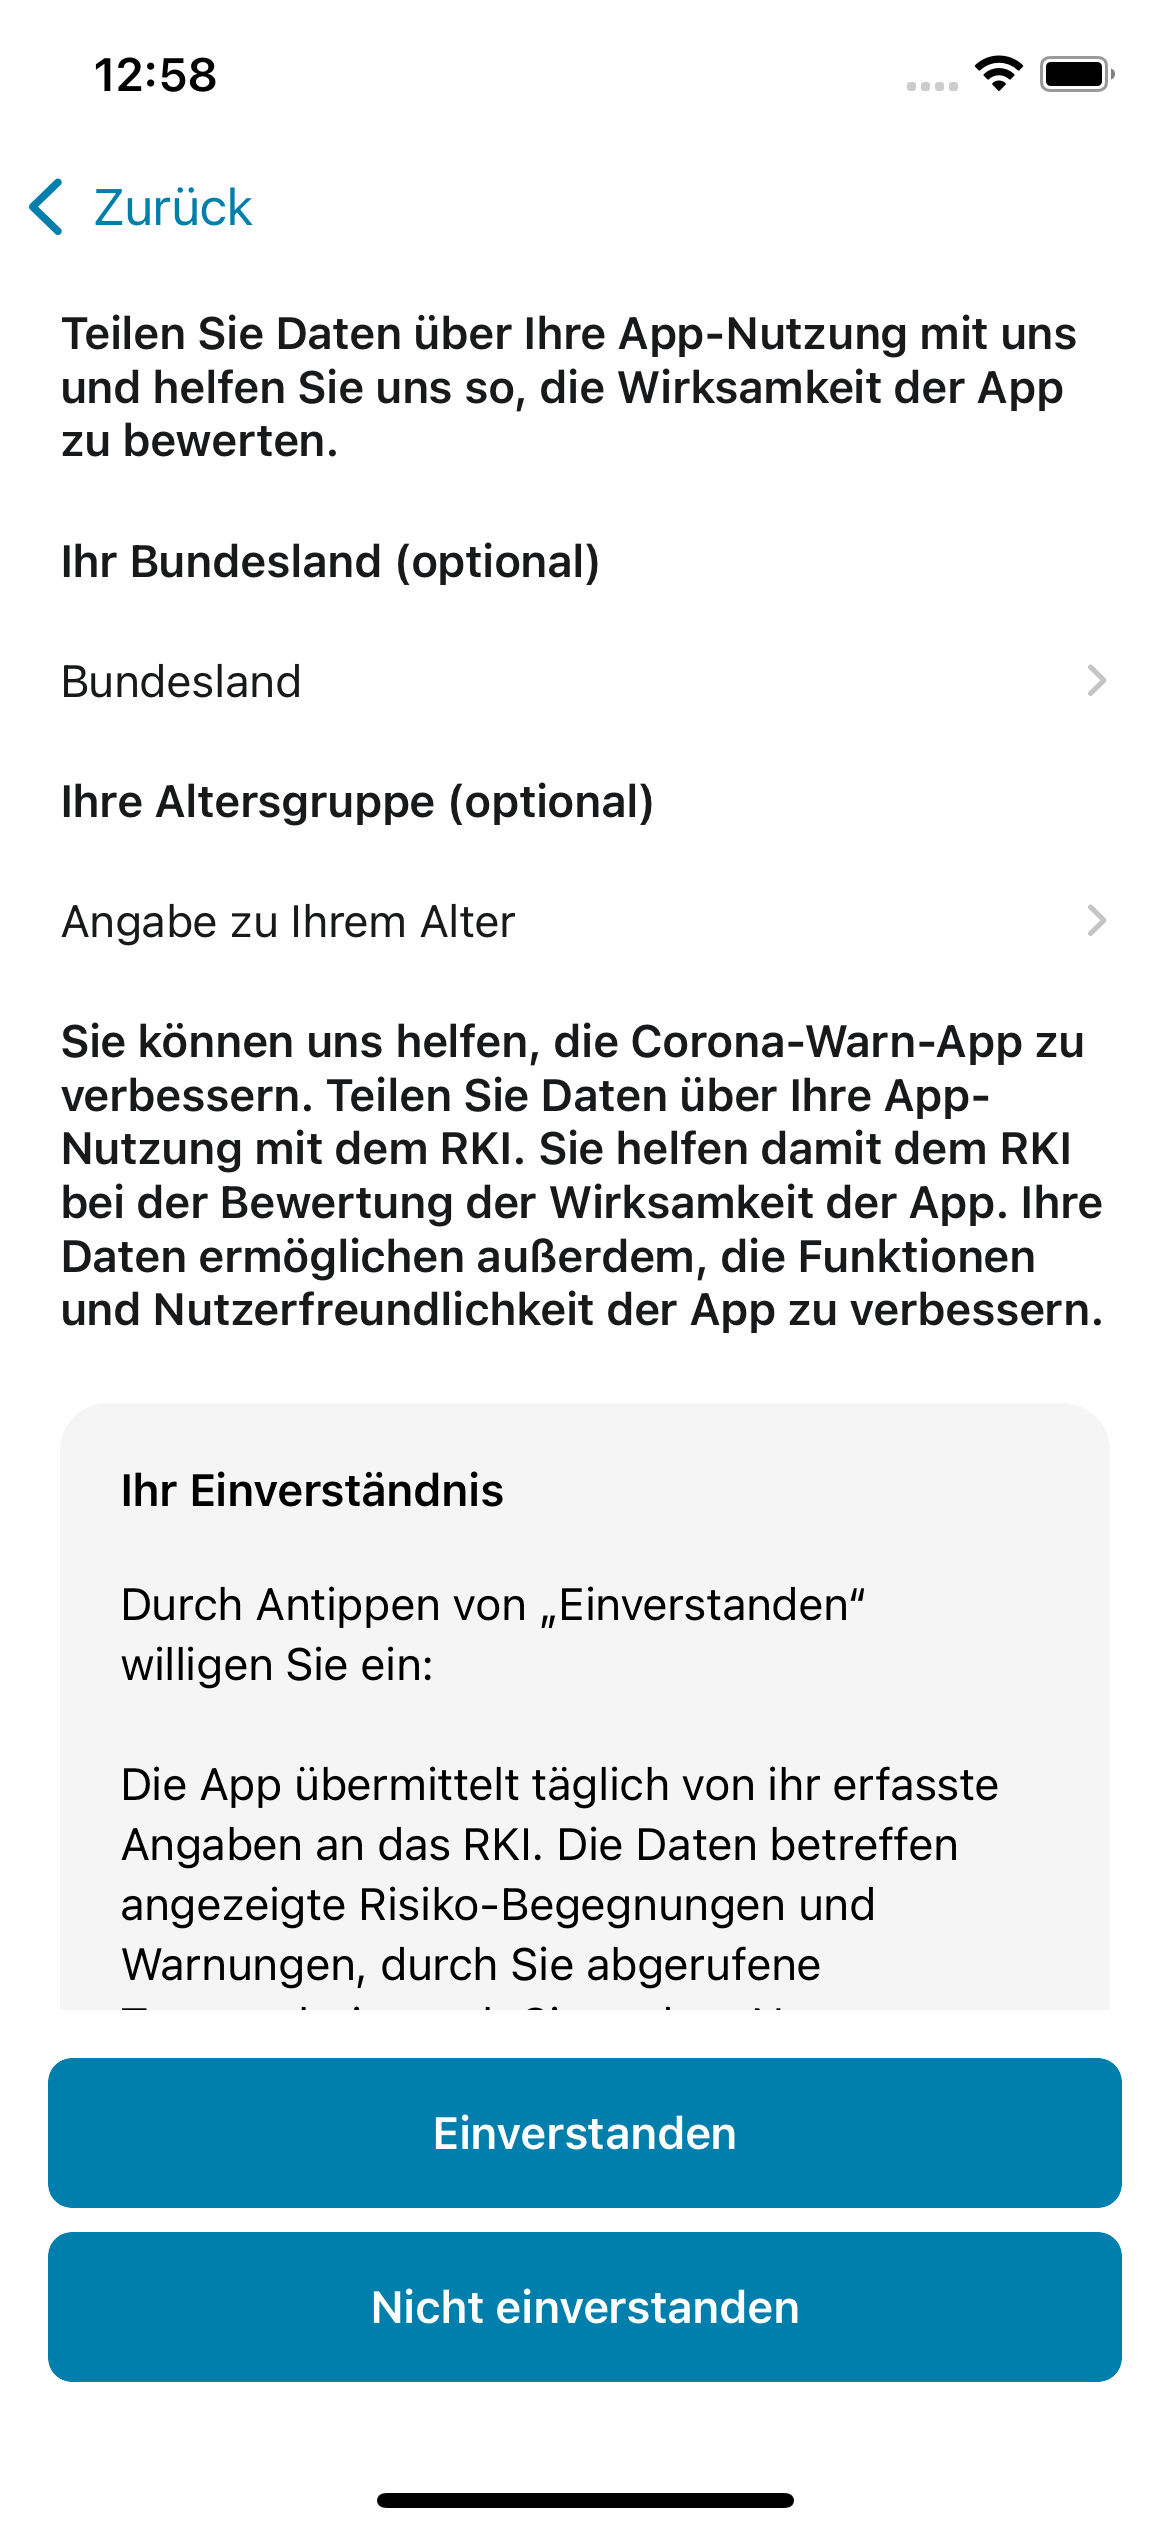 12:58
Zurück
Teilen Sie Daten über Ihre App-Nutzung mit uns
und helfen Sie uns so, die Wirksamkeit der App
zu bewerten.
Ihr Bundesland (optional)
Bundesland
Ihre Altersgruppe (optional)
Angabe zu Ihrem Alter
Sie können uns helfen, die Corona-Warn-App zu
verbessern. Teilen Sie Daten über Ihre App-
Nutzung mit dem RKI. Sie helfen damit dem RKI
bei der Bewertung der Wirksamkeit der App. Ihre
Daten ermöglichen außerdem, die Funktionen
und Nutzerfreundlichkeit der App zu verbessern.
Ihr Einverständnis
Durch Antippen von „Einverstanden“
willigen Sie ein:
Die App übermittelt täglich von ihr erfasste
Angaben an das RKI. Die Daten betreffen
angezeigte Risiko-Begegnungen und
Warnungen, durch Sie abgerufene
Einverstanden
Nicht einverstanden